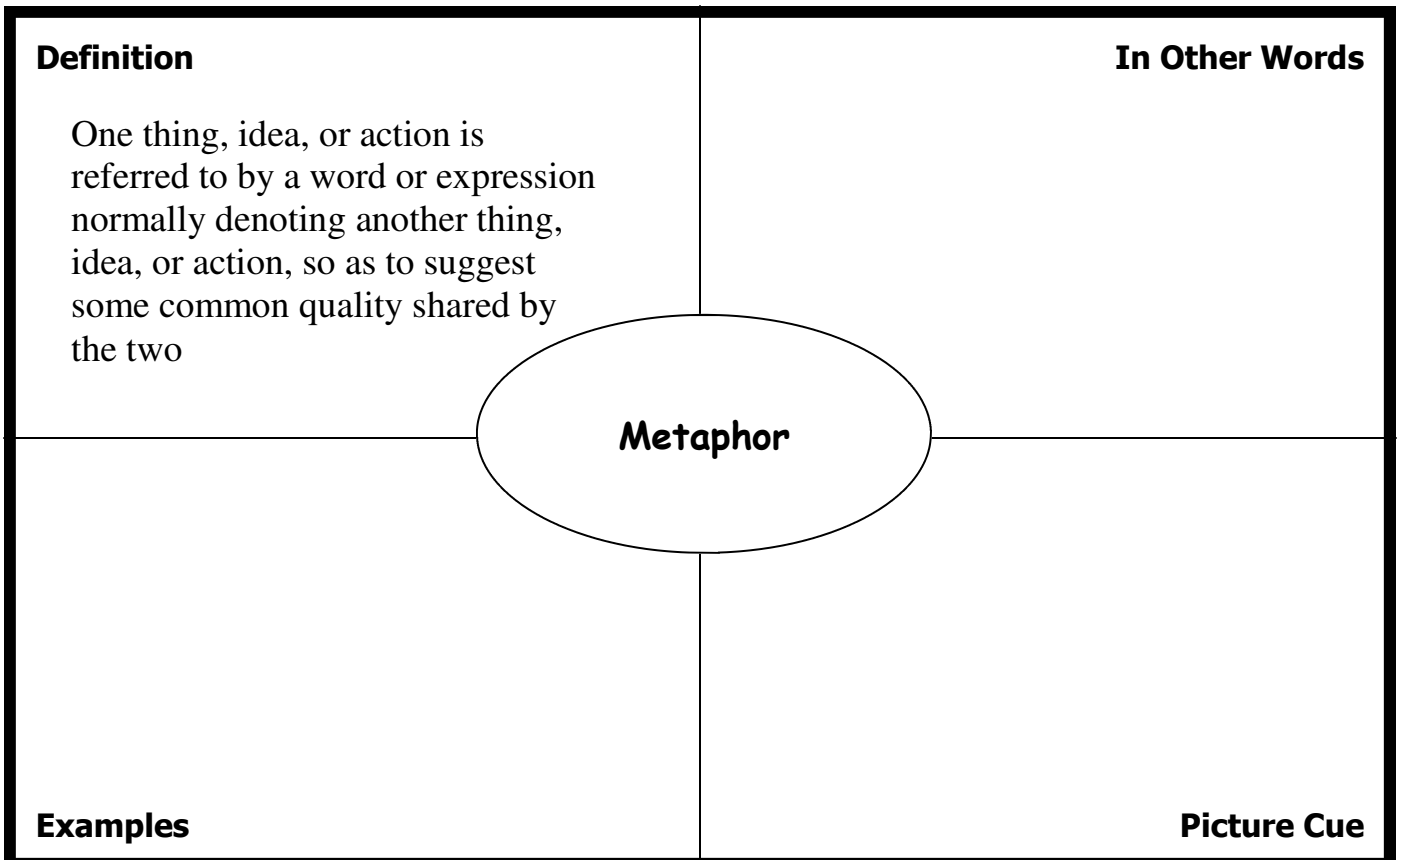 Definition
One thing, idea, or action is
referred to by a word or expression
normally denoting another thing,
idea, or action, so as to suggest
some common quality shared by
the two
In Other Words
Metaphor
Examples
Picture Cue